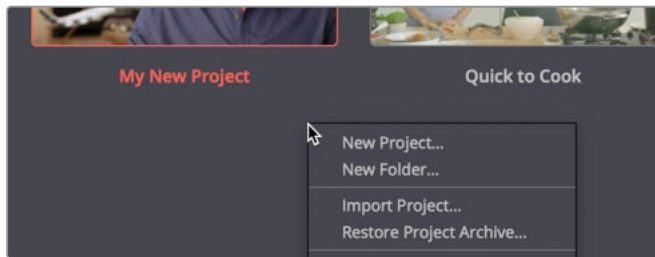 My New Project
Quick to Cook
New Project...
New Folder...
Import Project...
Restore Project Archive...